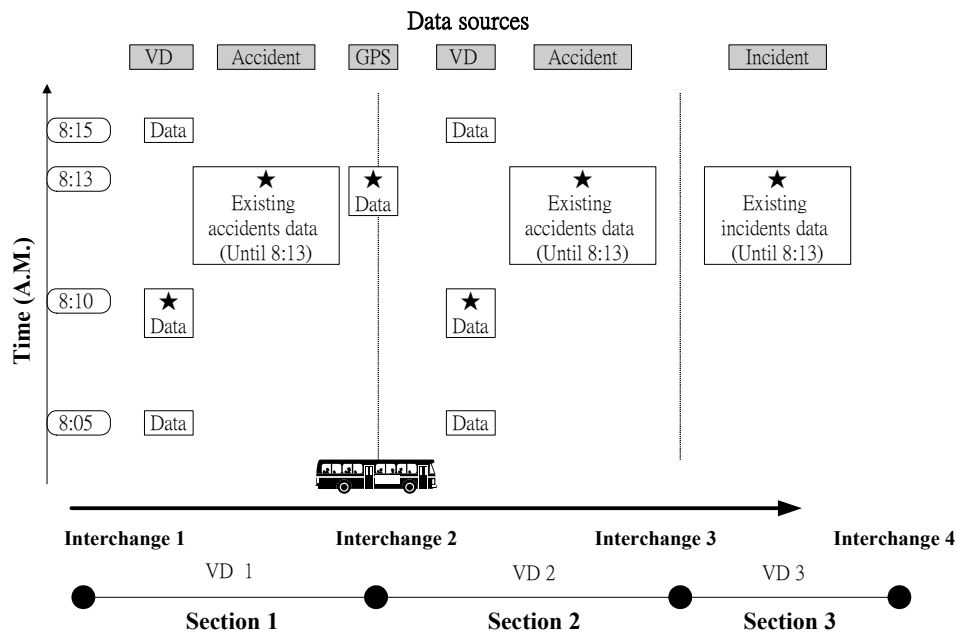 Data sources
VD Accident GPS VD Accident Incident
Time (A.M.)
8:15 Data Data
8:13
Existing accidents data (Until 8:13)
Data
Existing accidents data (Until 8:13)
Existing incidents data (Until 8:13)
8:10
Data Data
8:05 Data Data
Interchange 1 Interchange 2 Interchange 3 Interchange 4
VD 1 VD 2 VD 3
Section 1 Section 2 Section 3